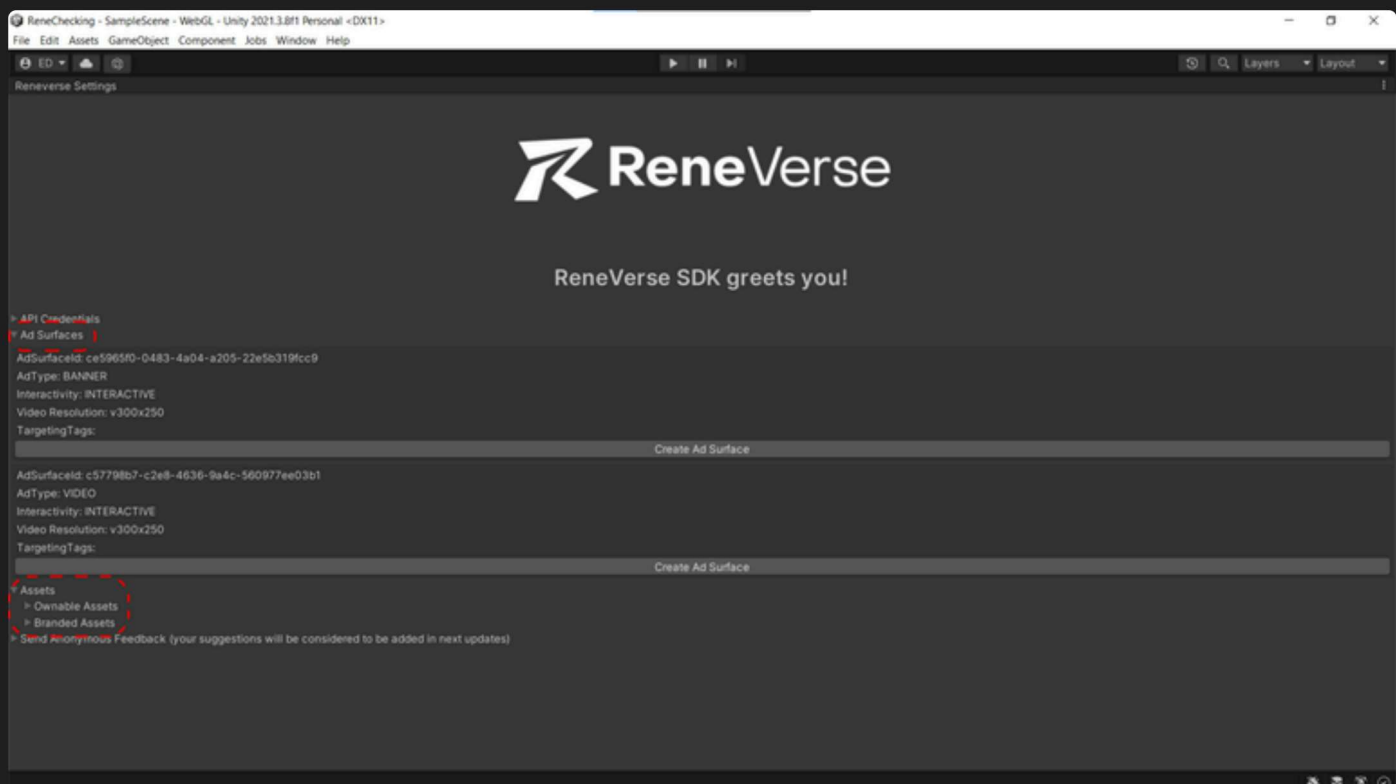 ReneChecking - SampleScene - WebGL - Unity 2021.3.8f1 Personal <DX11>
File Edit Assets GameObject Component Jobs Window Help
ED Layers Layout
Reneverse Settings
ReneVerse
ReneVerse SDK greets you!
API Credentials
Ad Surfaces
AdSurfaceId: ce5965f0-0483-4a04-a205-22e5b319fcc9
AdType: BANNER
Interactivity: INTERACTIVE
Video Resolution: v300x250
TargetingTags:
Create Ad Surface
AdSurfaceId: c57798b7-c2e8-4636-9a4c-560977ee03b1
AdType: VIDEO
Interactivity: INTERACTIVE
Video Resolution: v300x250
TargetingTags:
Create Ad Surface
Assets
Ownable Assets
Branded Assets
Send Anonymous Feedback (your suggestions will be considered to be added in next updates)